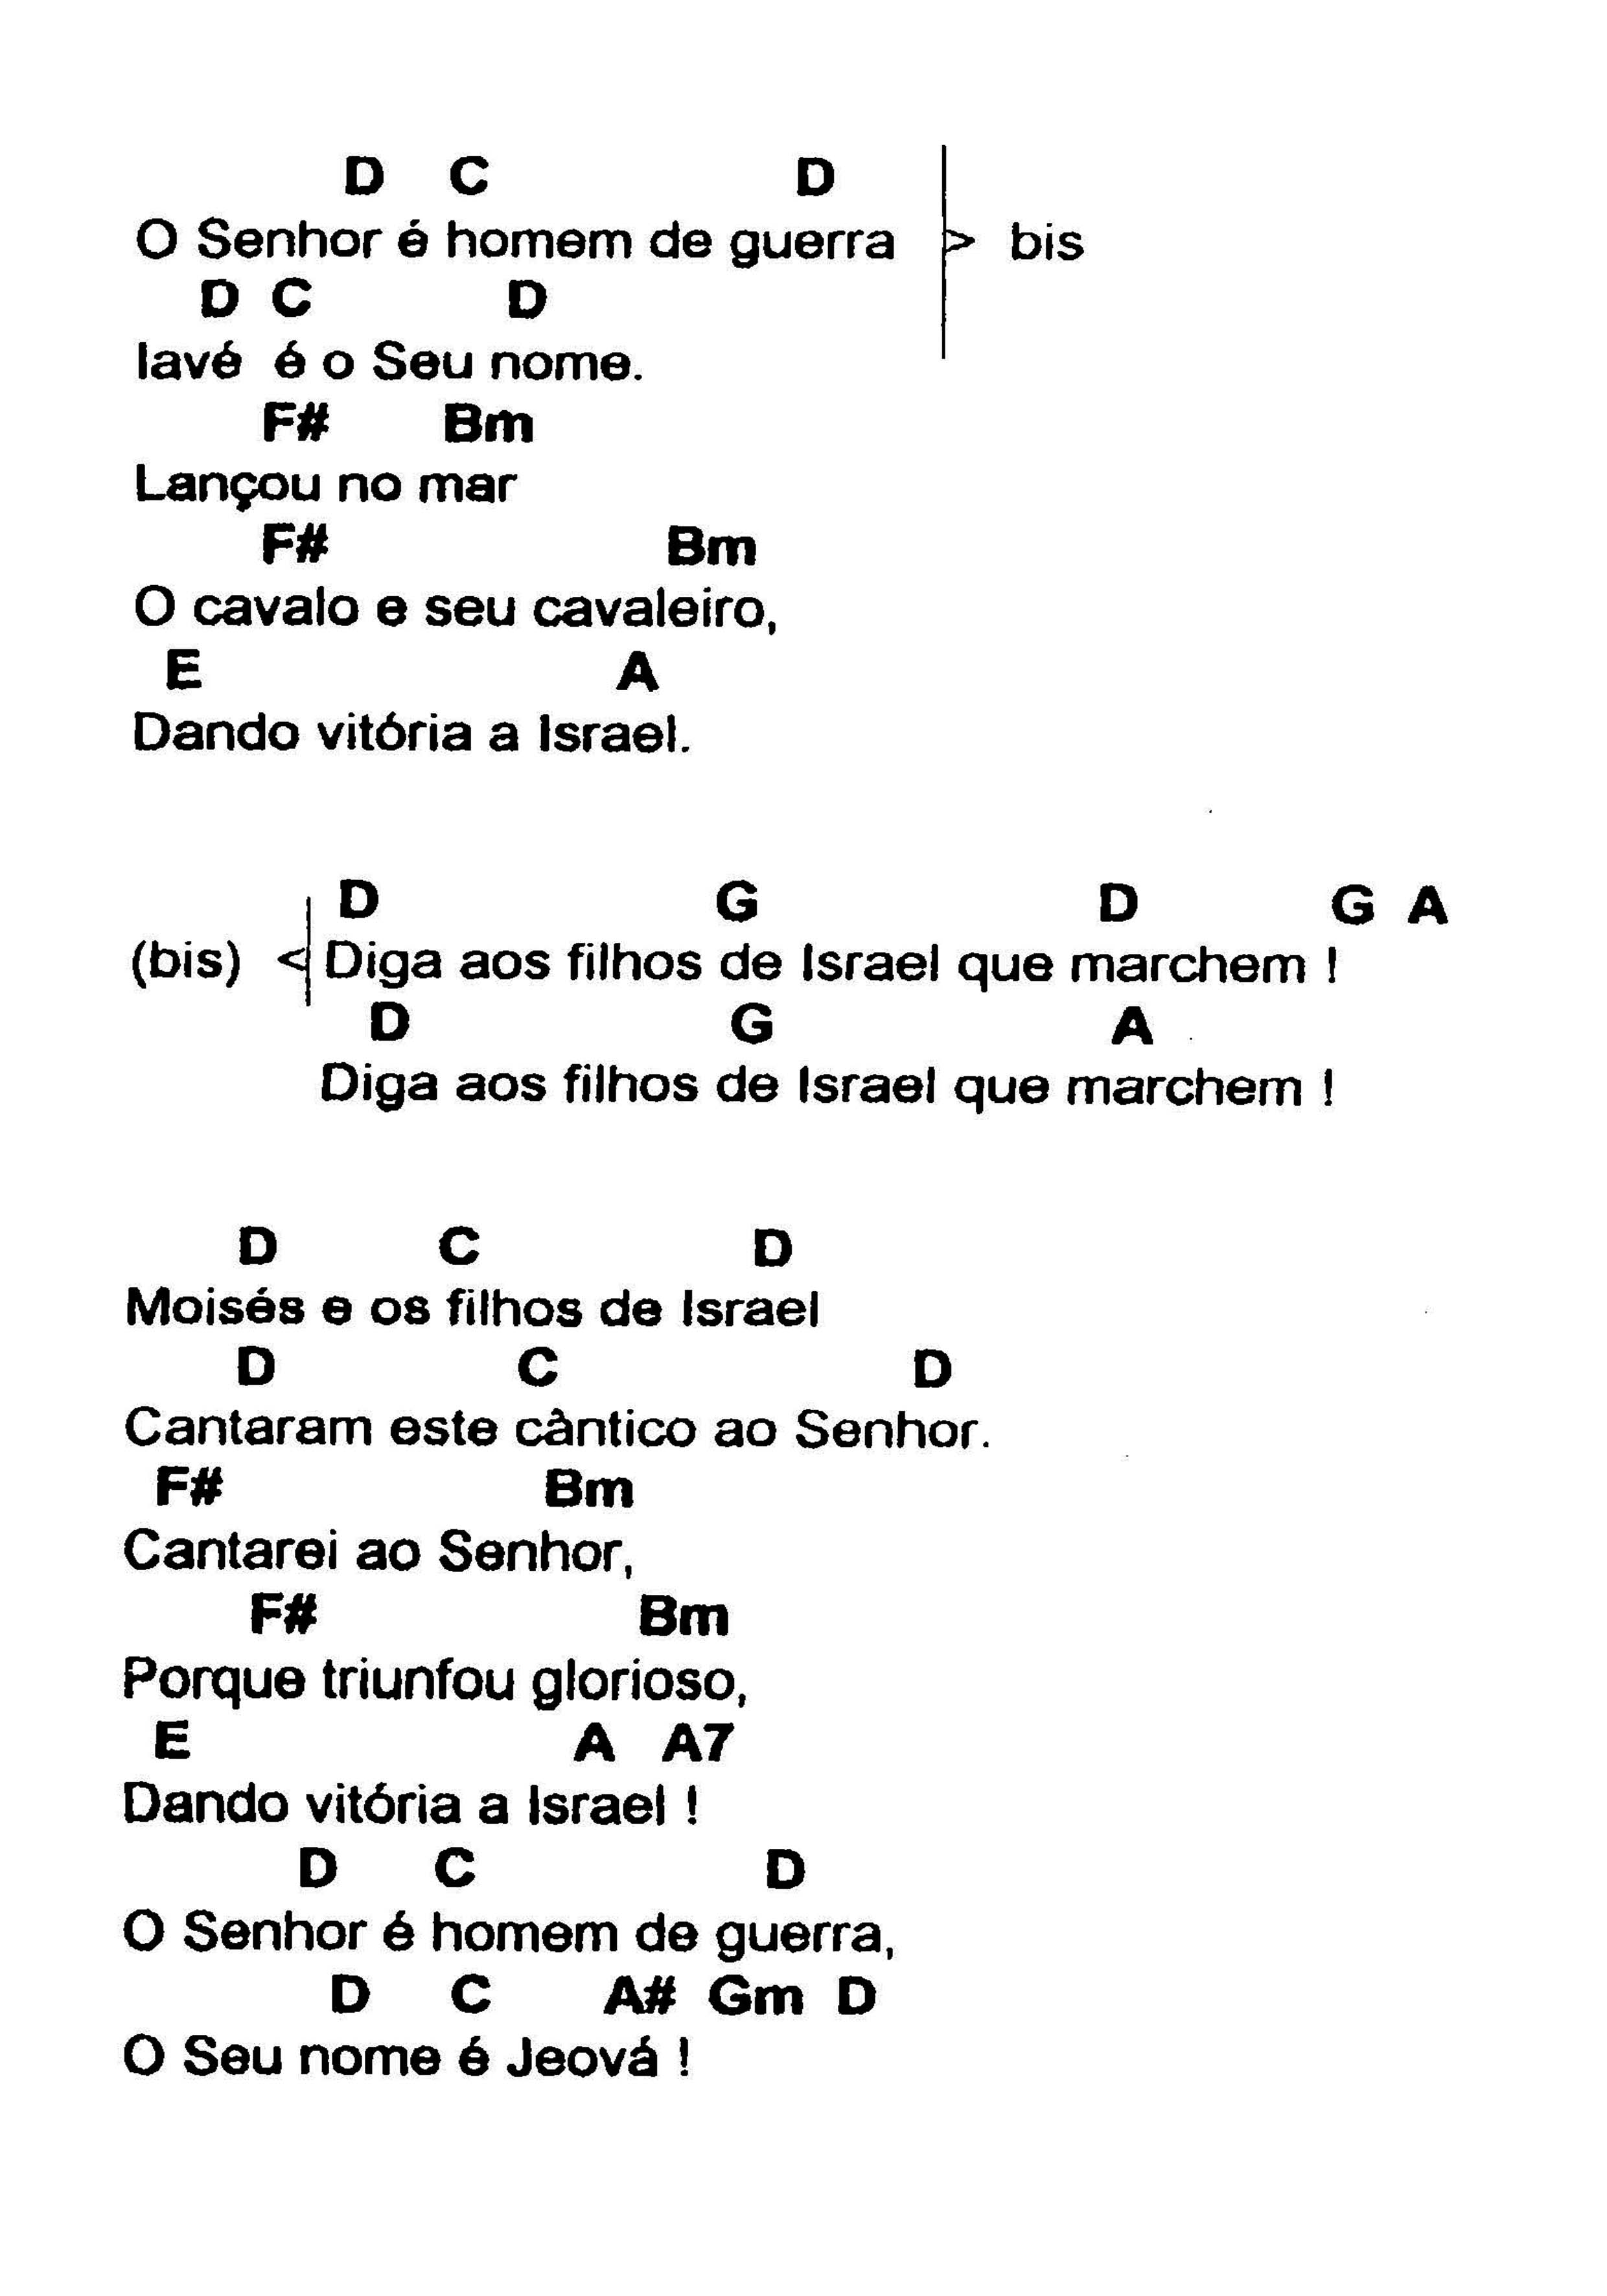 D C D
O Senhor é homem de guerra > bis
D C D
Iavé é o Seu nome.
F# Bm
Lançou no mar
F# Bm
O cavalo e seu cavaleiro,
E A
Dando vitória a Israel.
D G D G A
(bis) < Diga aos filhos de Israel que marchem !
D G A
Diga aos filhos de Israel que marchem !
D C D
Moisés e os filhos de Israel
D C D
Cantaram este cântico ao Senhor.
F# Bm
Cantarei ao Senhor,
F# Bm
Porque triunfou glorioso,
E A A7
Dando vitória a Israel !
D C D
O Senhor é homem de guerra,
D C A# Gm D
O Seu nome é Jeová !